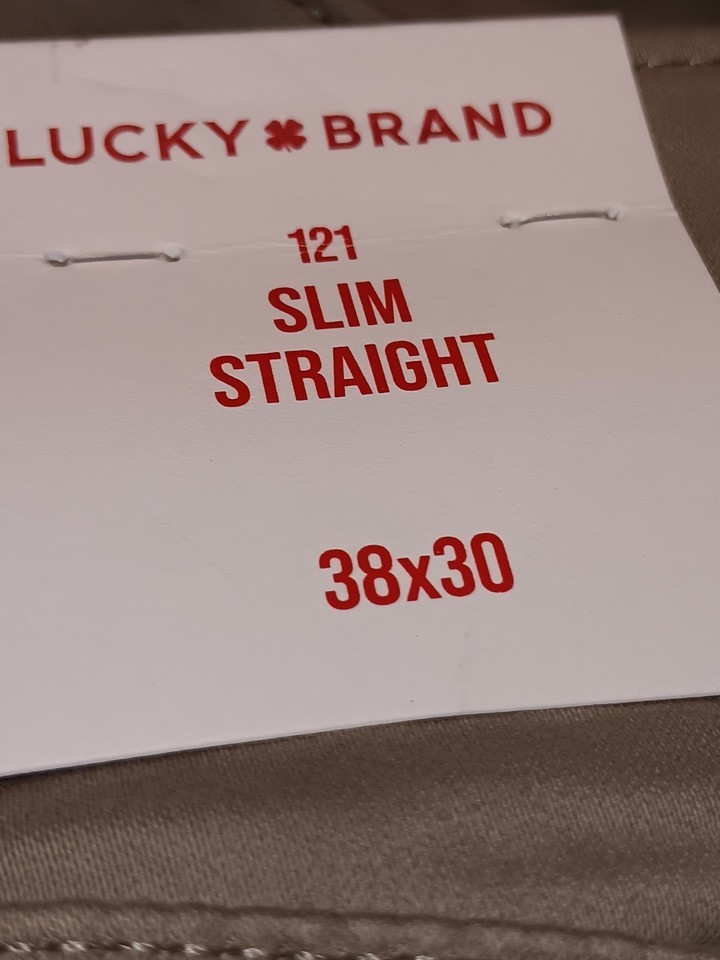 LUCKY BRAND
121
SLIM
STRAIGHT
38x30